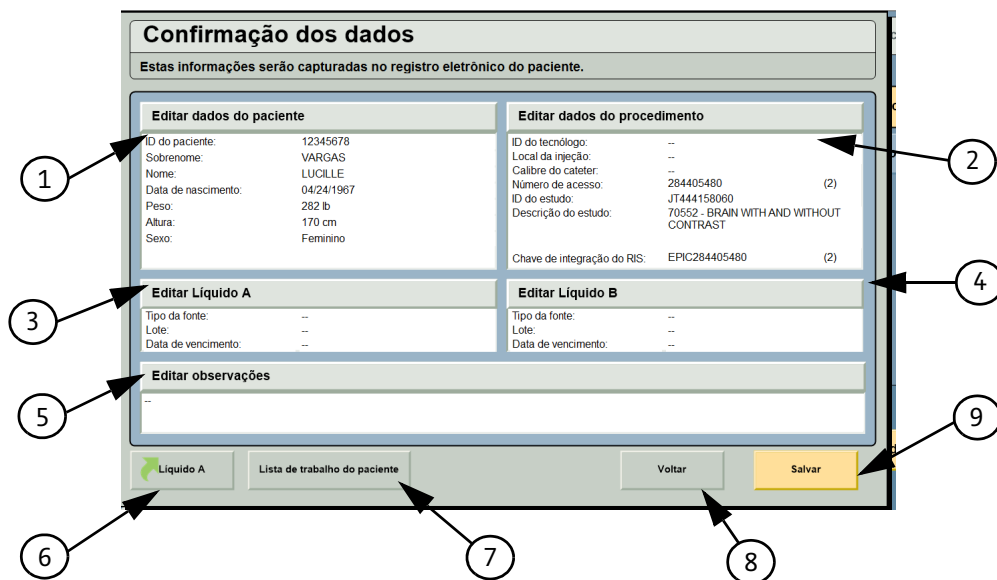 Confirmação dos dados
Estas informações serão capturadas no registro eletrônico do paciente.
Editar dados do paciente
ID do paciente: 12345678
Sobrenome: VARGAS
Nome: LUCILLE
Data de nascimento: 04/24/1967
Peso: 282 lb
Altura: 170 cm
Sexo: Feminino
Editar dados do procedimento
ID do tecnólogo: --
Local da injeção: --
Calibre do cateter: --
Número de acesso: 284405480 (2)
ID do estudo: JT444158060
Descrição do estudo: 70552 - BRAIN WITH AND WITHOUT
CONTRAST
Chave de integração do RIS: EPIC284405480 (2)
Editar Líquido A
Tipo da fonte: --
Lote: --
Data de vencimento: --
Editar Líquido B
Tipo da fonte: --
Lote: --
Data de vencimento: --
Editar observações
--
Líquido A
Lista de trabalho do paciente
Voltar
Salvar
1
2
3
4
5
9
6
7
8